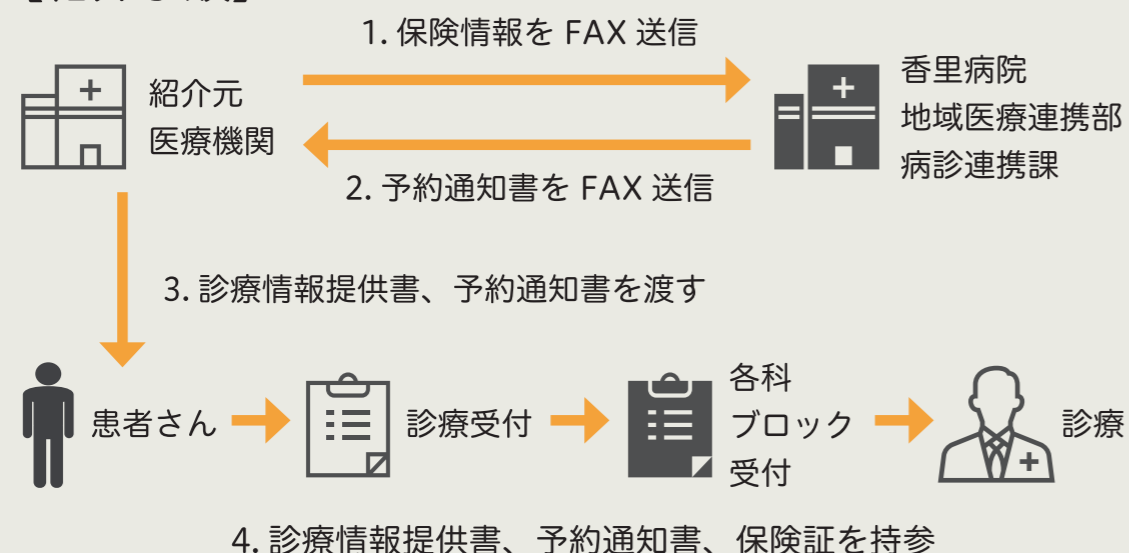 1. 保険情報を FAX 送信
紹介元
医療機関
香里病院
地域医療連携部
病診連携課
2. 予約通知書を FAX 送信
3. 診療情報提供書、予約通知書を渡す
患者さん
診療受付
各科
ブロック
受付
診療
4. 診療情報提供書、予約通知書、保険証を持参